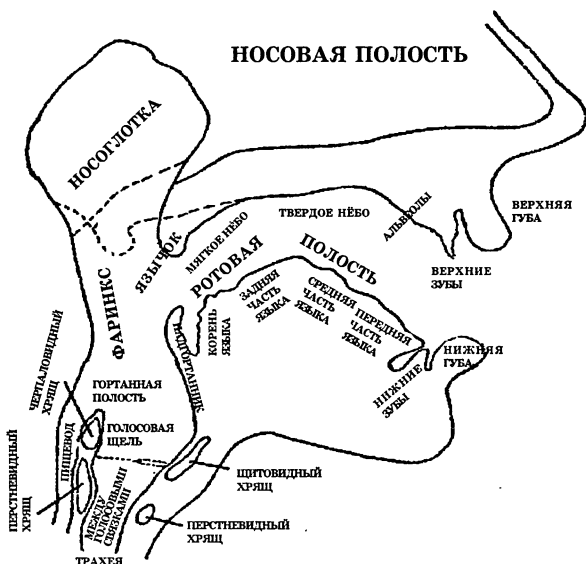 НОСОВАЯ ПОЛОСТЬ
НОСОГЛОТКА
ВЕРХНЯЯ
ГУБА
АЛЬВЕОЛЫ
ТВЕРДОЕ НЁБО
МЯГКОЕ НЁБО
ЯЗЫЧОК
ВЕРХНИЕ
ЗУБЫ
РОТОВАЯ ПОЛОСТЬ
ФАРИНКС
КОРЕНЬ
ЯЗЫКА
ЗАДНЯЯ
ЧАСТЬ
ЯЗЫКА
СРЕДНЯЯ
ЧАСТЬ
ЯЗЫКА
ПЕРЕДНЯЯ
ЧАСТЬ
ЯЗЫКА
НИЖНЯЯ
ГУБА
НИЖНИЕ
ЗУБЫ
НАДГОРТАННИК
ЧЕРПАЛОВИДНЫЙ
ХРЯЩ
ГОРТАННАЯ
ПОЛОСТЬ
ГОЛОСОВАЯ
ЩЕЛЬ
ПИЩЕВОД
ПЕРСТНЕВИДНЫЙ
ХРЯЩ
ЩИТОВИДНЫЙ
ХРЯЩ
МЕЖДУ
ГОЛОСОВЫМИ
СВЯЗКАМИ
ПЕРСТНЕВИДНЫЙ
ХРЯЩ
ТРАХЕЯ